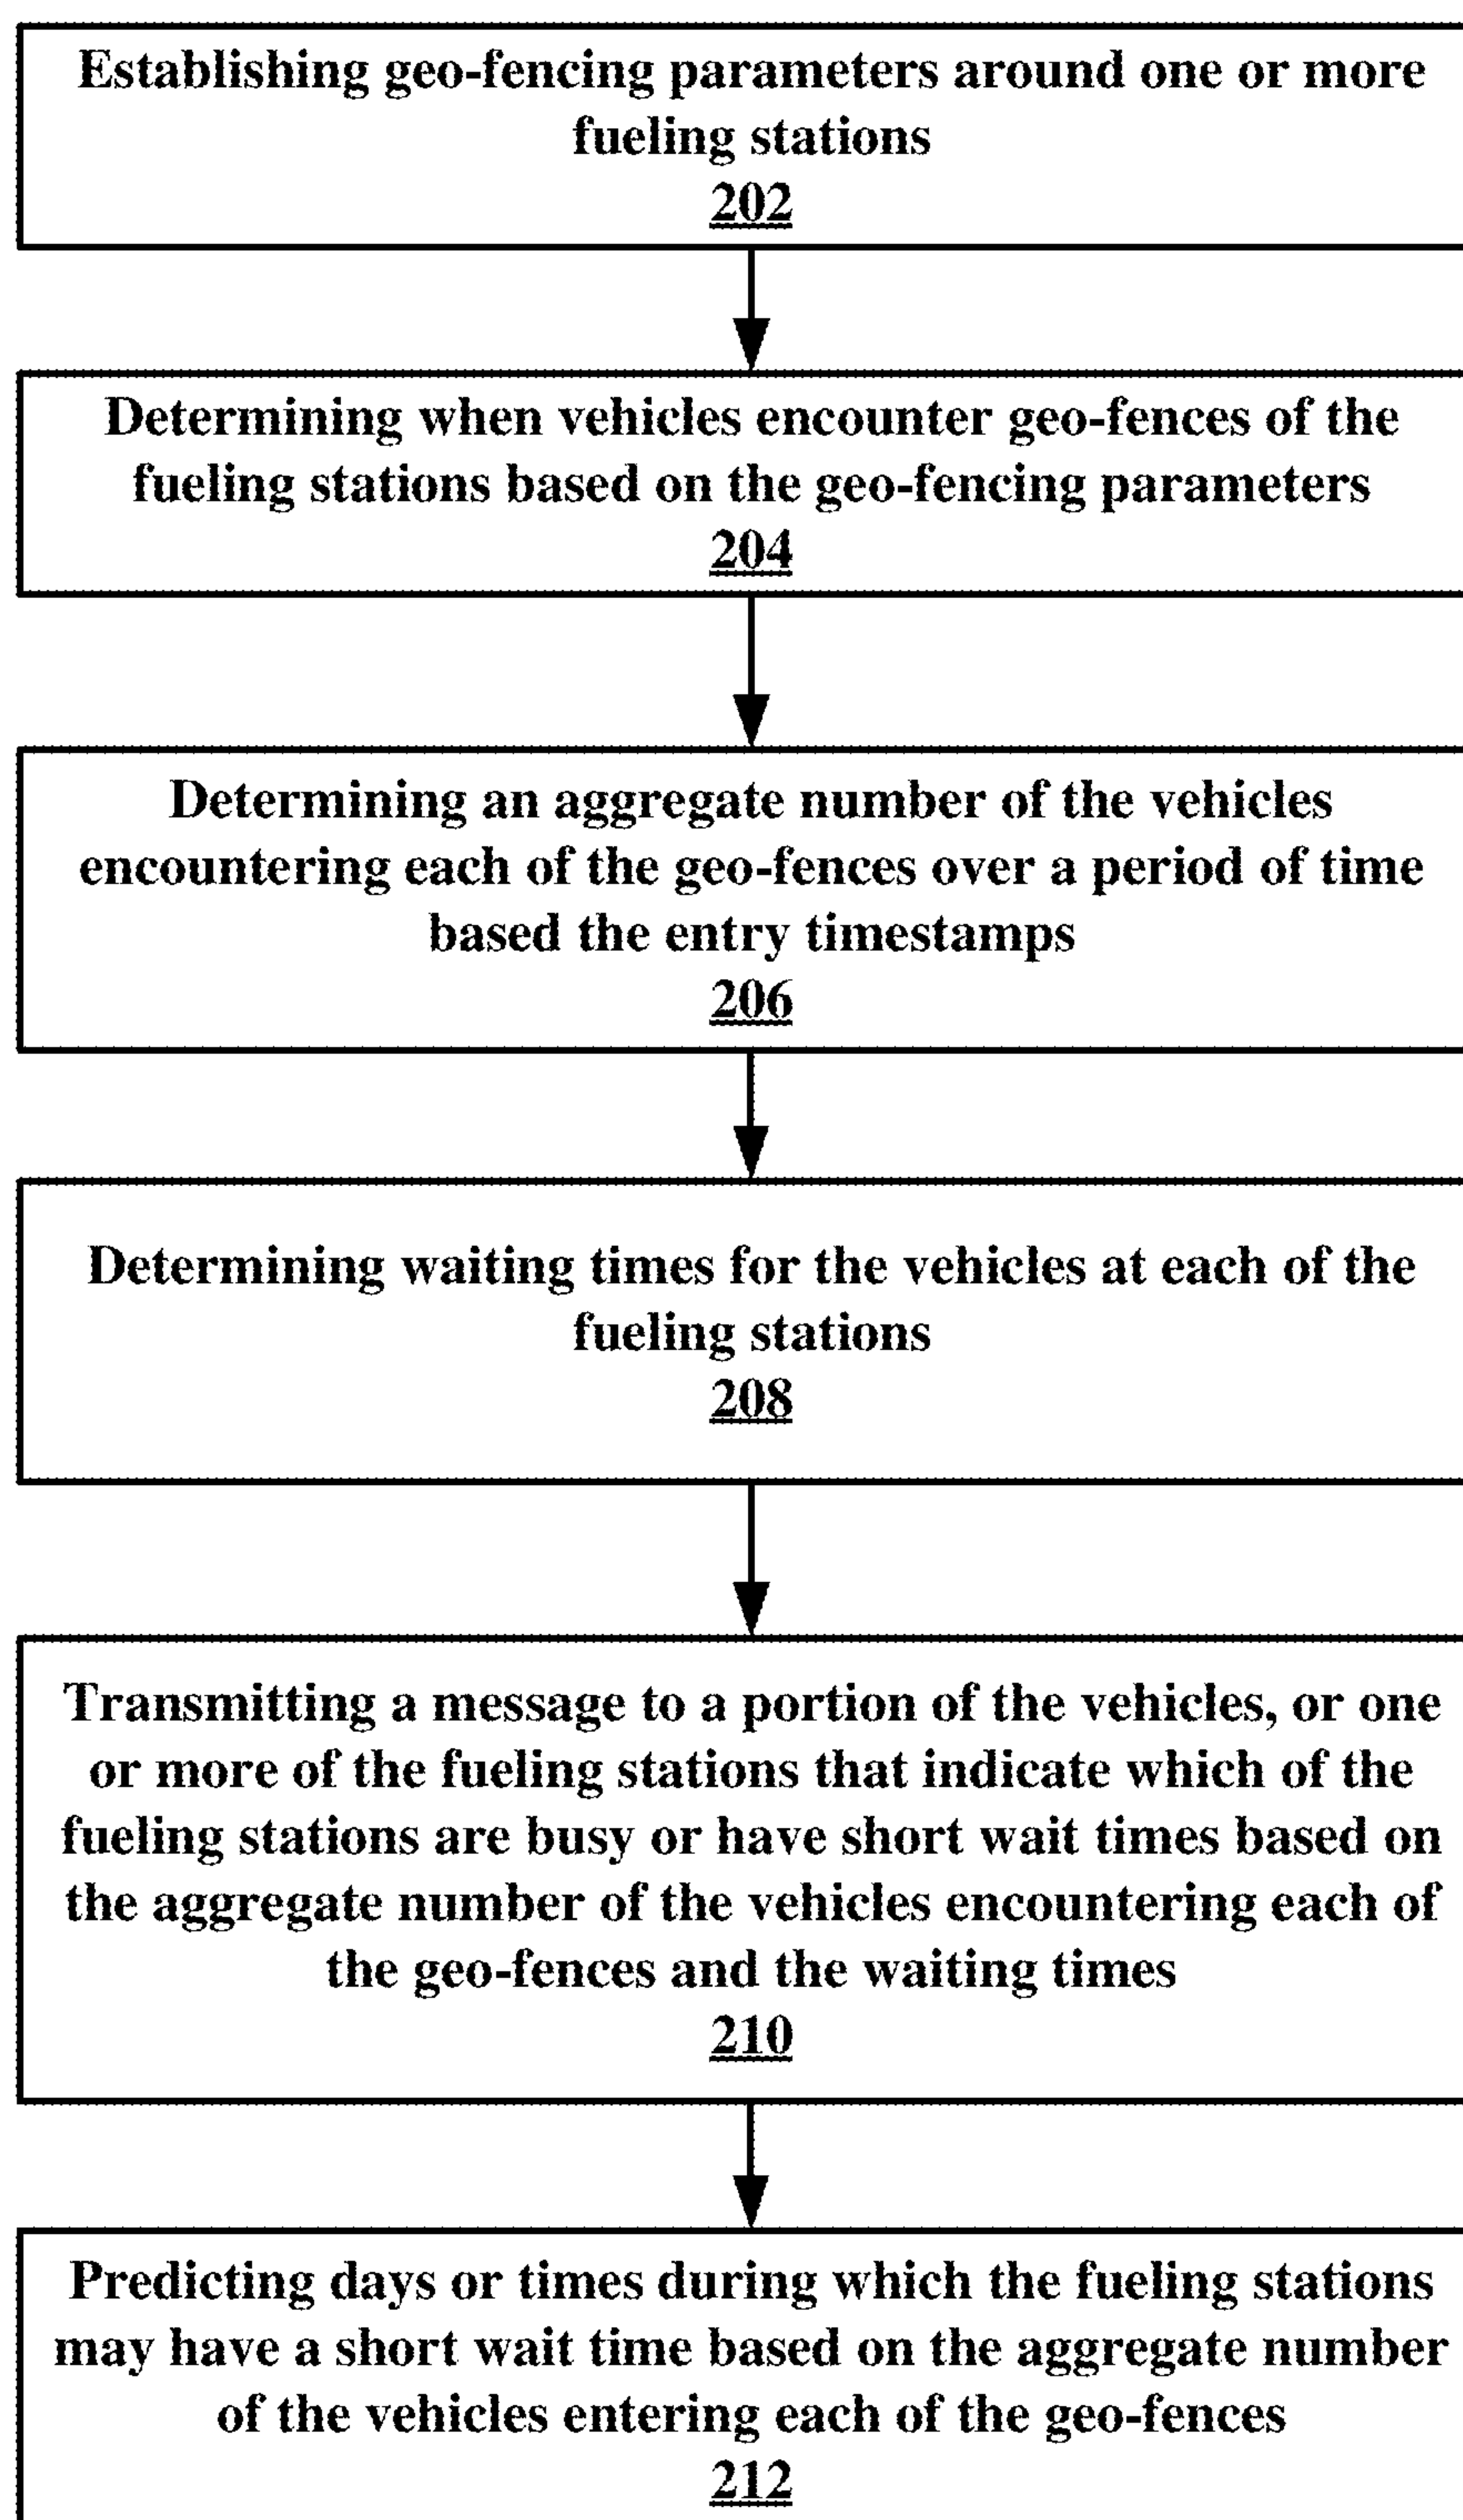 Establishing geo-fencing parameters around one or more
fueling stations
202
Determining when vehicles encounter geo-fences of the
fueling stations based on the geo-fencing parameters
204
Determining an aggregate number of the vehicles
encountering each of the geo-fences over a period of time
based the entry timestamps
206
Determining waiting times for the vehicles at each of the
fueling stations
208
Transmitting a message to a portion of the vehicles, or one
or more of the fueling stations that indicate which of the
fueling stations are busy or have short wait times based on
the aggregate number of the vehicles encountering each of
the geo-fences and the waiting times
210
Predicting days or times during which the fueling stations
may have a short wait time based on the aggregate number
of the vehicles entering each of the geo-fences
212